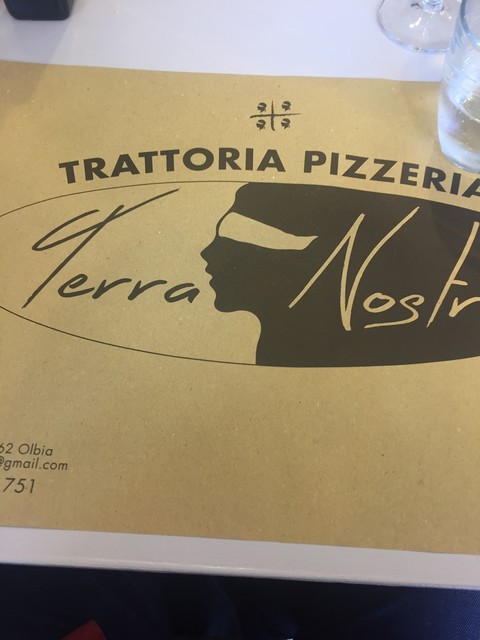 TRATTORIA PIZZERIA
Terra Nostr
62 Olbia
@gmail.com
751